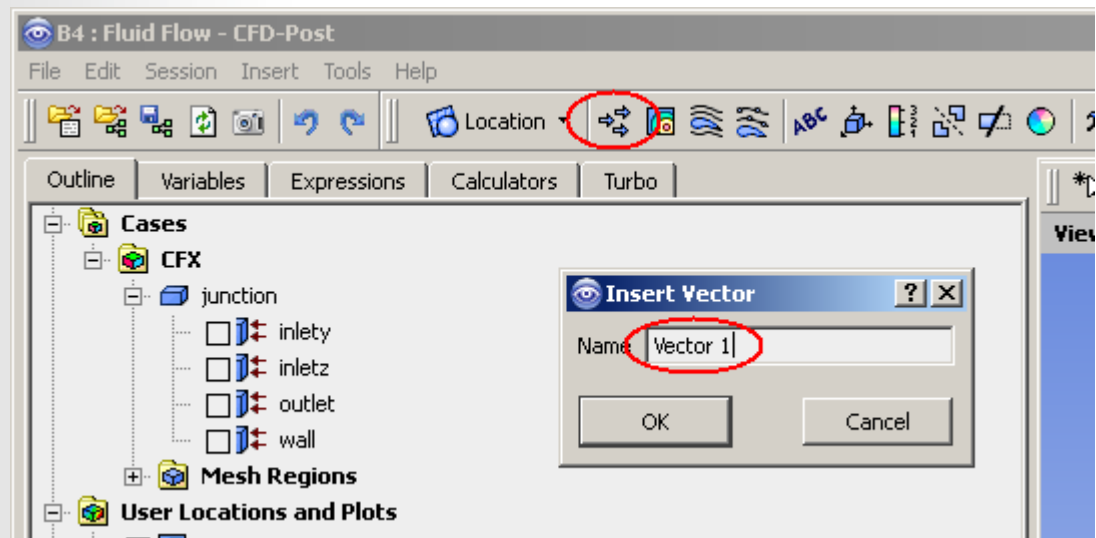 B4 : Fluid Flow - CFD-Post
File Edit Session Insert Tools Help
Location ABC
Outline Variables Expressions Calculators Turbo
Cases
CFX
junction
inlety
inletz
outlet
wall
Mesh Regions
User Locations and Plots
View
Insert Vector
Name Vector 1
OK Cancel